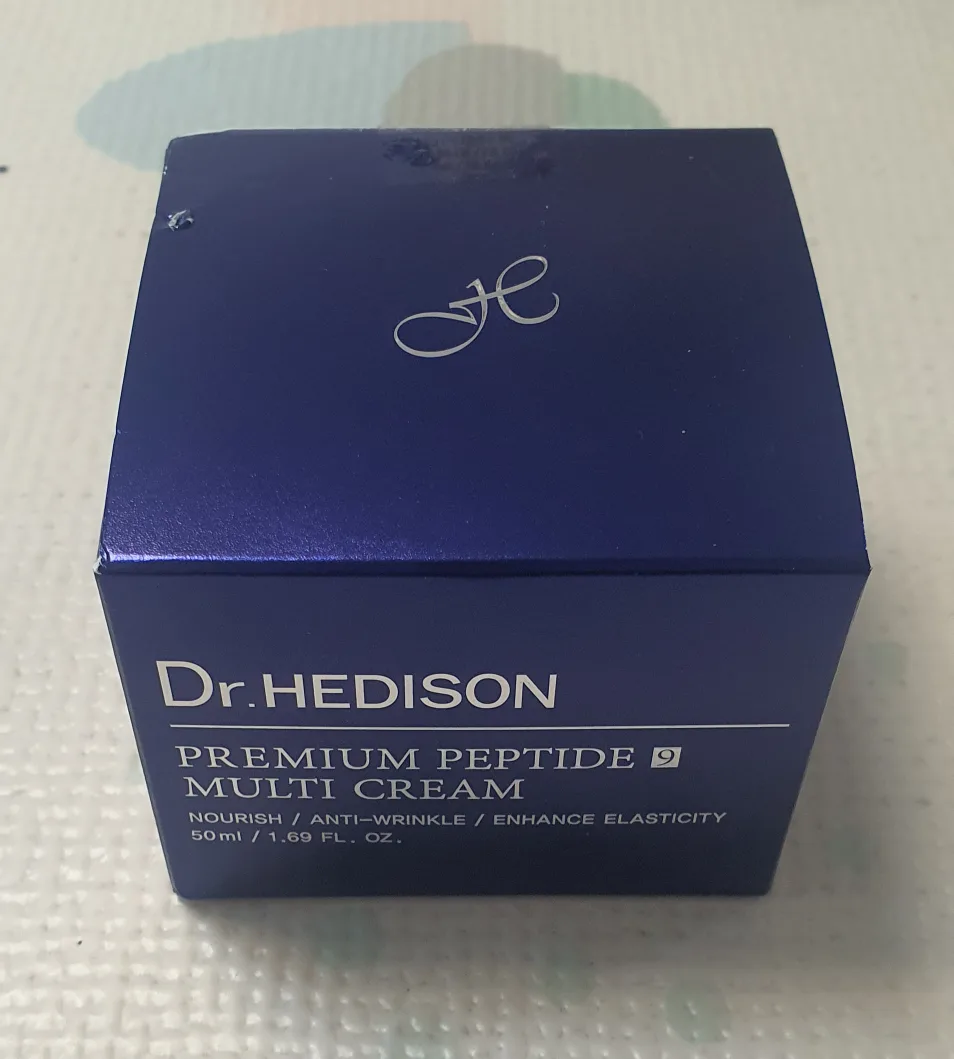 H
Dr.HEDISON
PREMIUM PEPTIDE 9
MULTI CREAM
NOURISH / ANTI-WRINKLE / ENHANCE ELASTICITY
50ml / 1.69 FL. OZ.